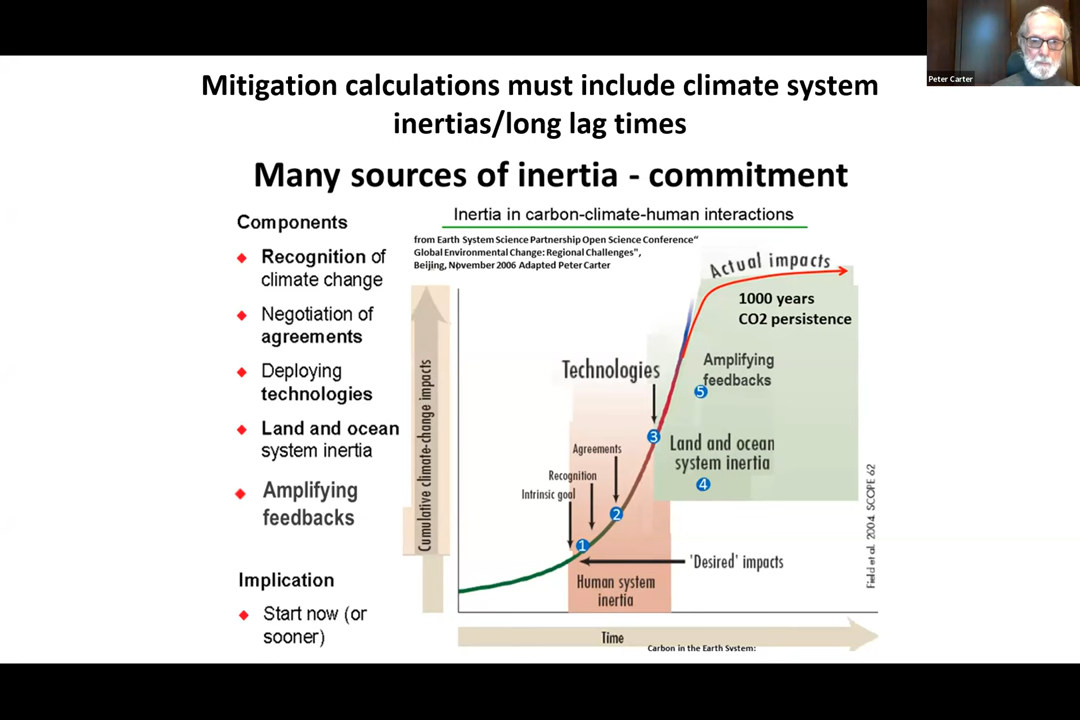 Peter Carter
Mitigation calculations must include climate system
inertias/long lag times
Many sources of inertia - commitment
Components
Recognition of
climate change
Negotiation of
agreements
Deploying
technologies
Land and ocean
system inertia
Amplifying
feedbacks
Implication
Start now (or
sooner)
Inertia in carbon-climate-human interactions
from Earth System Science Partnership Open Science Conference“
Global Environmental Change: Regional Challenges",
Beijing, November 2006 Adapted Peter Carter
Cumulative climate-change impacts
Actual impacts
1000 years
CO2 persistence
Technologies
Amplifying
feedbacks
5
3
Land and ocean
system inertia
4
Agreements
Recognition
Intrinsic goal
2
1
'Desired' impacts
Human system
inertia
Field et al. 2004 SCOPE 62
Time
Carbon in the Earth System: